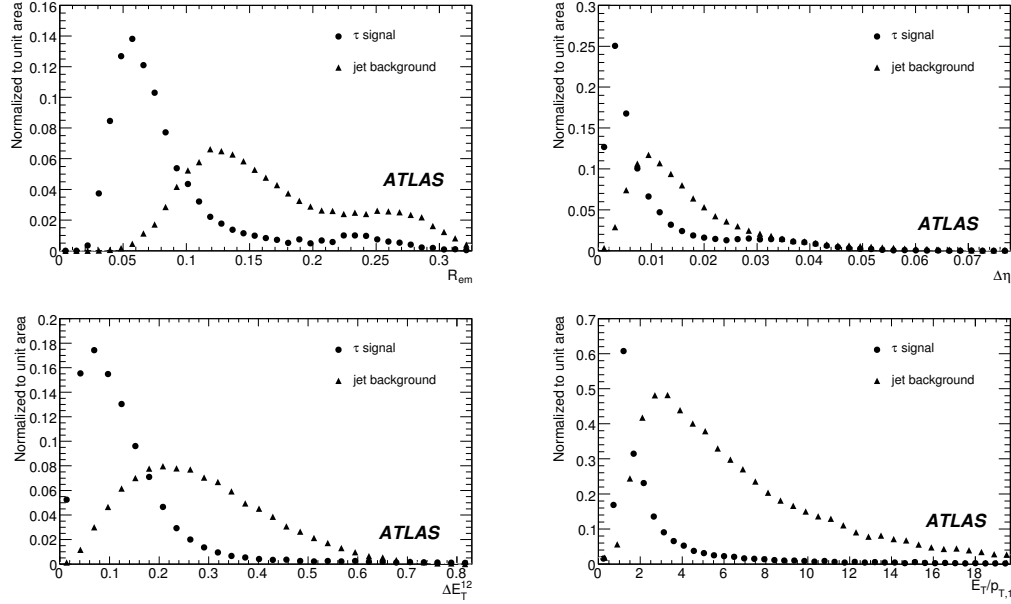 Normalized to unit area
0.16
0.14
0.12
0.1
0.08
0.06
0.04
0.02
0
τ signal
jet background
ATLAS
0 0.05 0.1 0.15 0.2 0.25 0.3
R_em
Normalized to unit area
0.3
0.25
0.2
0.15
0.1
0.05
0
τ signal
jet background
ATLAS
0 0.01 0.02 0.03 0.04 0.05 0.06 0.07
Δη
Normalized to unit area
0.2
0.18
0.16
0.14
0.12
0.1
0.08
0.06
0.04
0.02
0
τ signal
jet background
ATLAS
0 0.1 0.2 0.3 0.4 0.5 0.6 0.7 0.8
ΔE_T^12
Normalized to unit area
0.7
0.6
0.5
0.4
0.3
0.2
0.1
0
τ signal
jet background
ATLAS
0 2 4 6 8 10 12 14 16 18
E_T/p_T,1